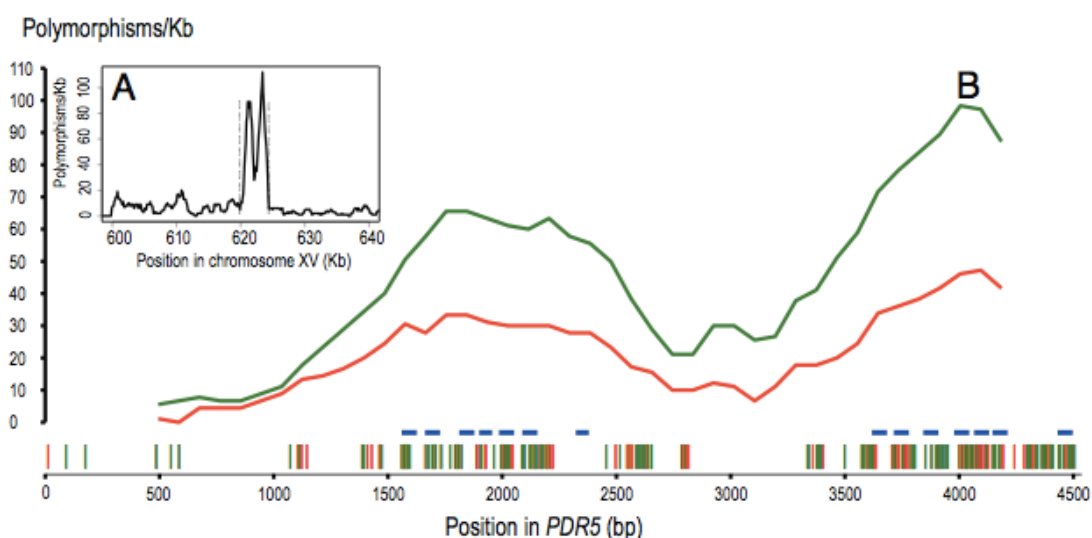 Polymorphisms/Kb
110
100
90
80
70
60
50
40
30
20
10
0
A
Polymorphisms/Kb
0 20 40 60 80 100
600 610 620 630 640
Position in chromosome XV (Kb)
B
0 500 1000 1500 2000 2500 3000 3500 4000 4500
Position in PDR5 (bp)